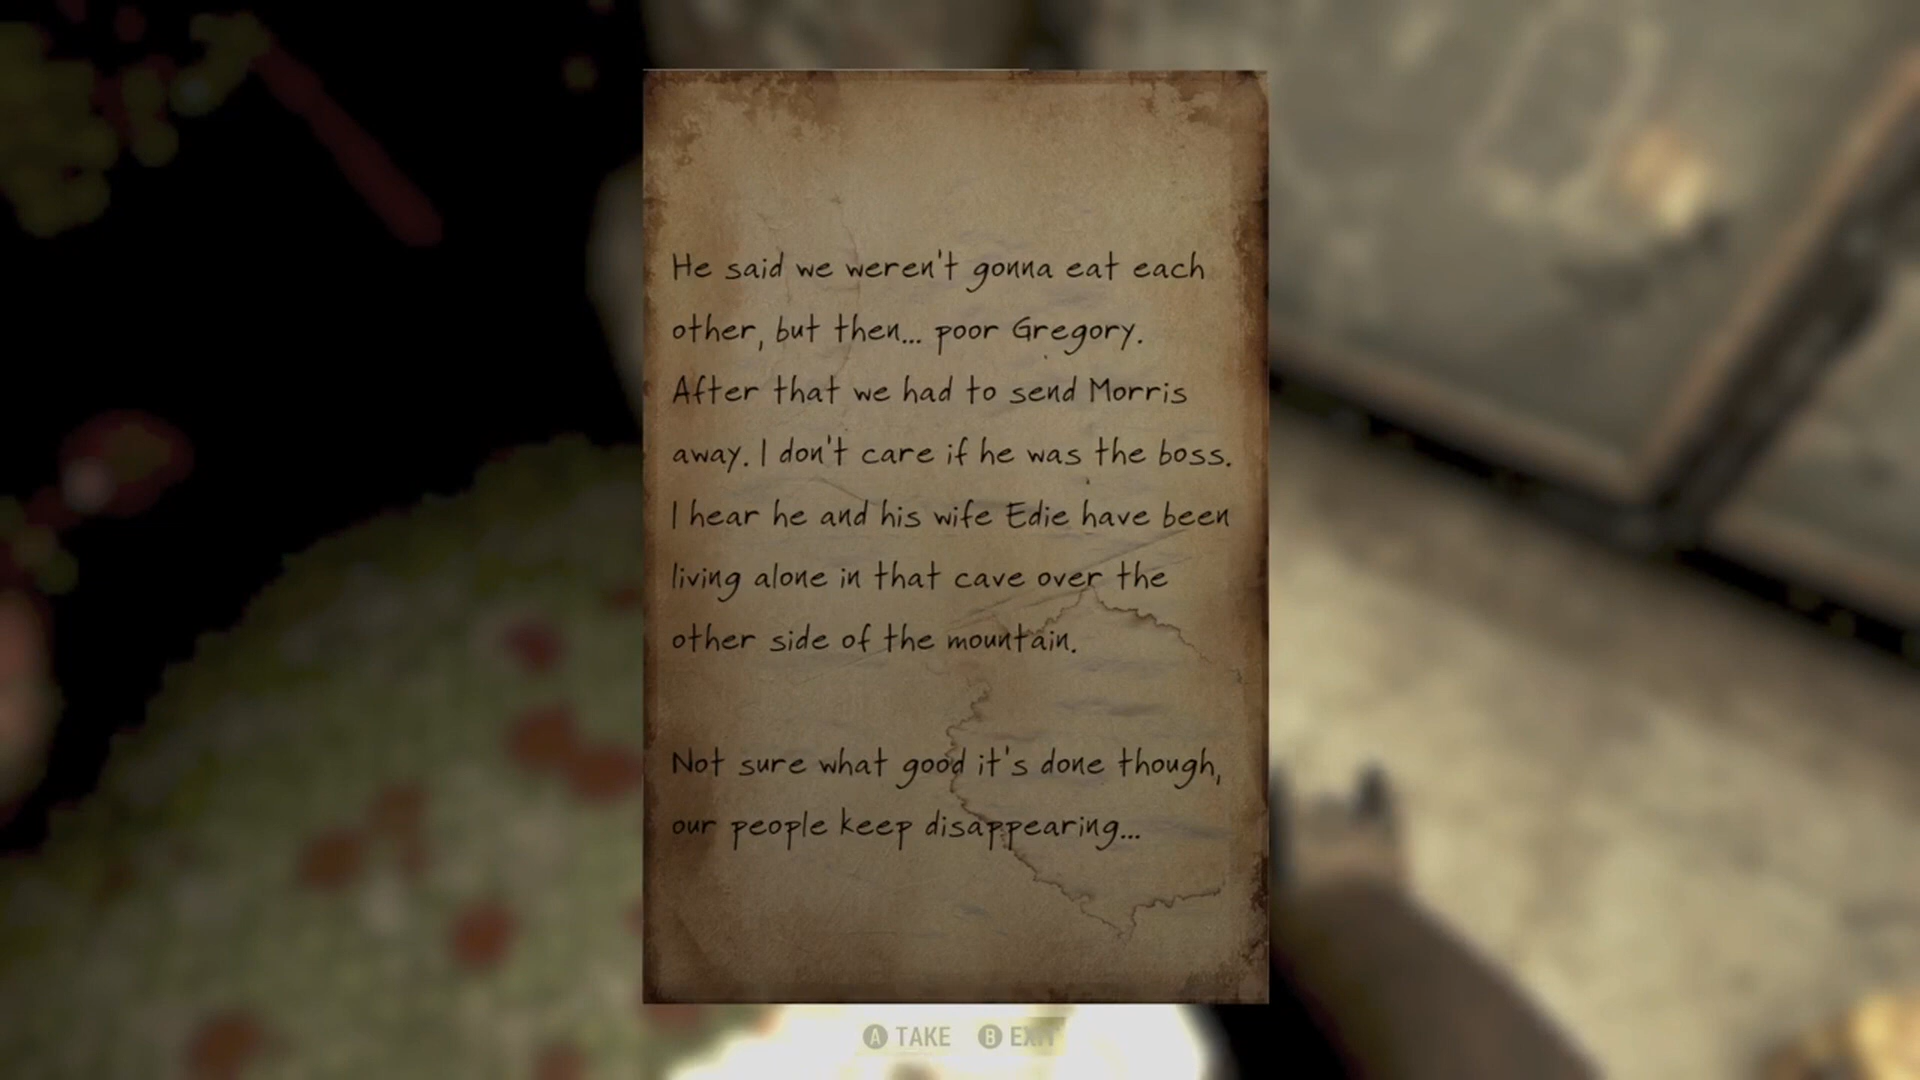 He said we weren't gonna eat each
other, but then... poor Gregory.
After that we had to send Morris
away. I don't care if he was the boss.
I hear he and his wife Edie have been
living alone in that cave over the
other side of the mountain.
Not sure what good it's done though,
our people keep disappearing...
A TAKE B EXIT